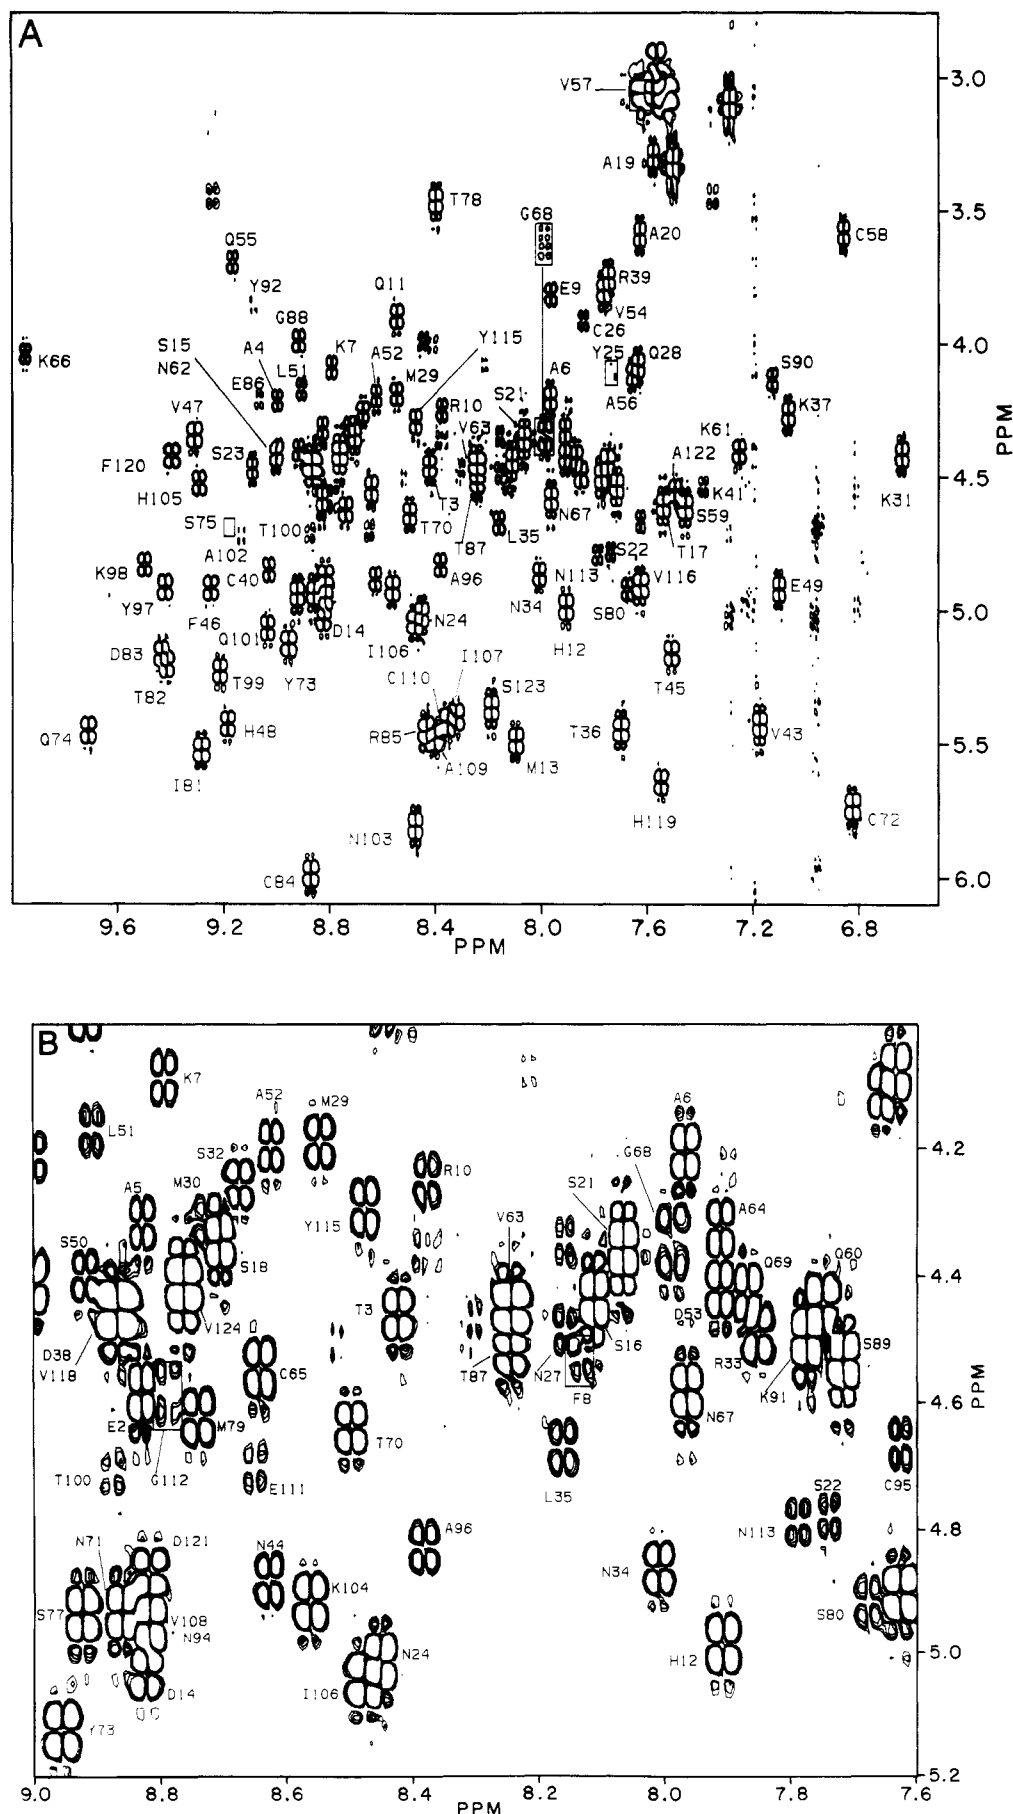 A
3.0
V57
A19
T78
3.5
G68
Q55
A20
C58
Y92
Q11
E9
R39
V54
G88
C26
S15
K7
Y115
4.0
K66
A4
A52
Y25
Q28
N62
L51
M29
A6
S90
E86
S21
A56
V47
R10
K37
V63
K61
S23
A122
F120
4.5
H105
K41
K31
T3
S59
S75
T100
T70
N67
T87
L35
S22
T17
A102
K98
C40
A96
N113
V116
E49
N34
Y97
S80
5.0
F46
D14
N24
Q101
H12
D83
I106
I107
T82
T99
Y73
C110
S123
T45
G74
H48
R85
T36
V43
5.5
A109
M13
I81
H119
N103
C72
C84
6.0
PPM
9.6 9.2 8.8 8.4 8.0 7.6 7.2 6.8
PPM
B
K7
A52 M29
A6
L51
4.2
S32
G68
R10
A5 M30
S21
A64
Y115
V63
S50
S18
Q69
Q60
4.4
T3
V124
D53
D38
S16
S89
V118
C65
T87
N27
R33
K91
F8
E2
M79
N67
4.6
T70
T100
G112
E111
L35
C95
S22
A96
N113
4.8
N71
D121
N44
N34
K104
S77
V108
S80
N94
N24
H12
5.0
D14
I106
Y73
PPM
5.2
9.0 8.8 8.6 8.4 8.2 8.0 7.8 7.6
PPM